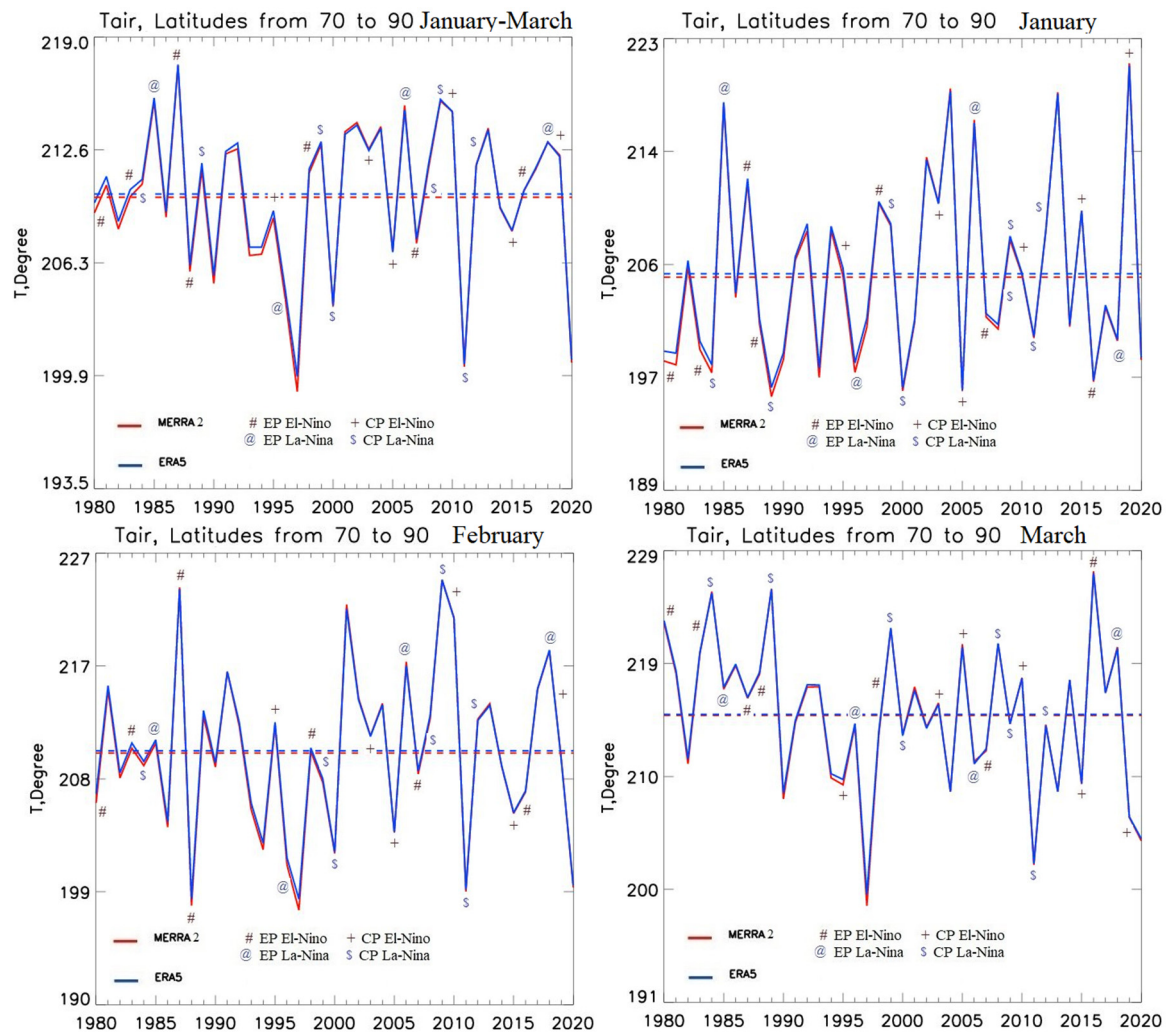 Tair, Latitudes from 70 to 90 January-March
219.0
212.6
206.3
199.9
193.5
T,Degree
# @ # $ $ # # + @ # $ $ + @ # + + # $ $ + $ $ + # @ +
MERRA 2
# EP El-Nino + CP El-Nino
@ EP La-Nina $ CP La-Nina
ERA5
1980 1985 1990 1995 2000 2005 2010 2015 2020
Tair, Latitudes from 70 to 90 January
223
214
206
197
189
T,Degree
# # $ @ # # $ + @ # $ $ + + @ # $ $ + $ $ + # @ +
MERRA 2
# EP El-Nino + CP El-Nino
@ EP La-Nina $ CP La-Nina
ERA5
1980 1985 1990 1995 2000 2005 2010 2015 2020
Tair, Latitudes from 70 to 90 February
227
217
208
199
190
T,Degree
# # $ @ # # + @ # $ $ + + @ # $ $ + $ $ + # @ +
MERRA 2
# EP El-Nino + CP El-Nino
@ EP La-Nina $ CP La-Nina
ERA5
1980 1985 1990 1995 2000 2005 2010 2015 2020
Tair, Latitudes from 70 to 90 March
229
219
210
200
191
T,Degree
# # $ @ # # $ + @ # $ $ + + @ # $ $ + $ $ + # @ +
MERRA 2
# EP El-Nino + CP El-Nino
@ EP La-Nina $ CP La-Nina
ERA5
1980 1985 1990 1995 2000 2005 2010 2015 2020